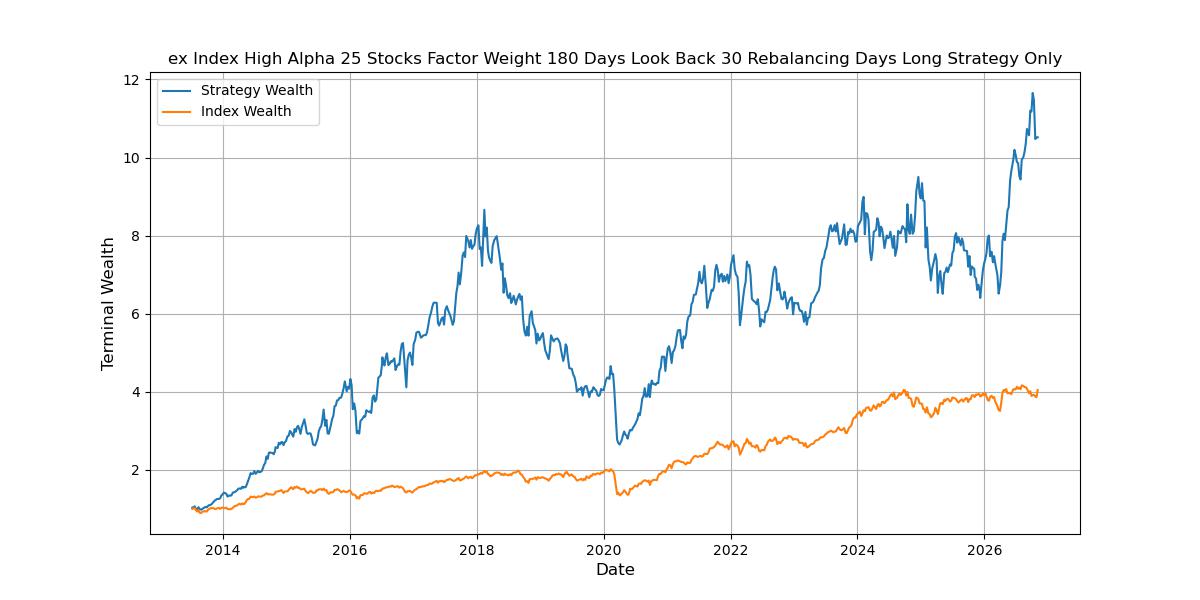 ex Index High Alpha 25 Stocks Factor Weight 180 Days Look Back 30 Rebalancing Days Long Strategy Only
Strategy Wealth
Index Wealth
Terminal Wealth
12
10
8
6
4
2
2014 2016 2018 2020 2022 2024 2026
Date